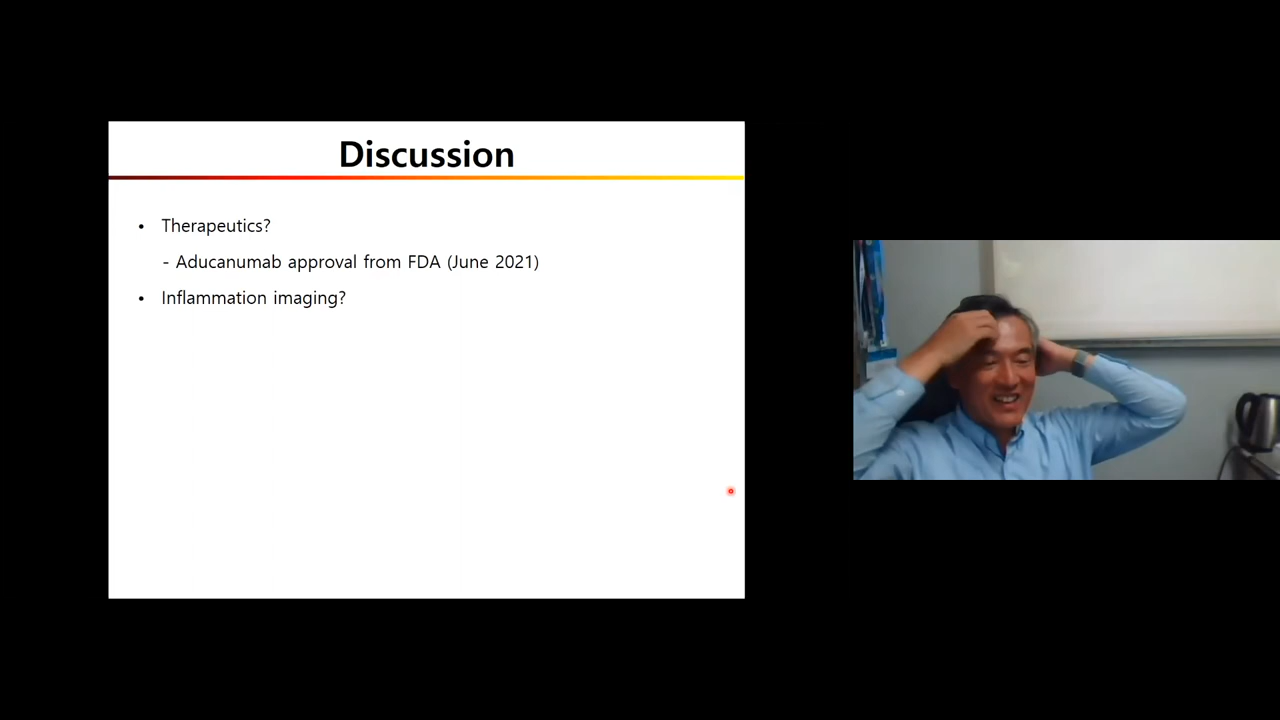 Discussion
• Therapeutics?
- Aducanumab approval from FDA (June 2021)
• Inflammation imaging?